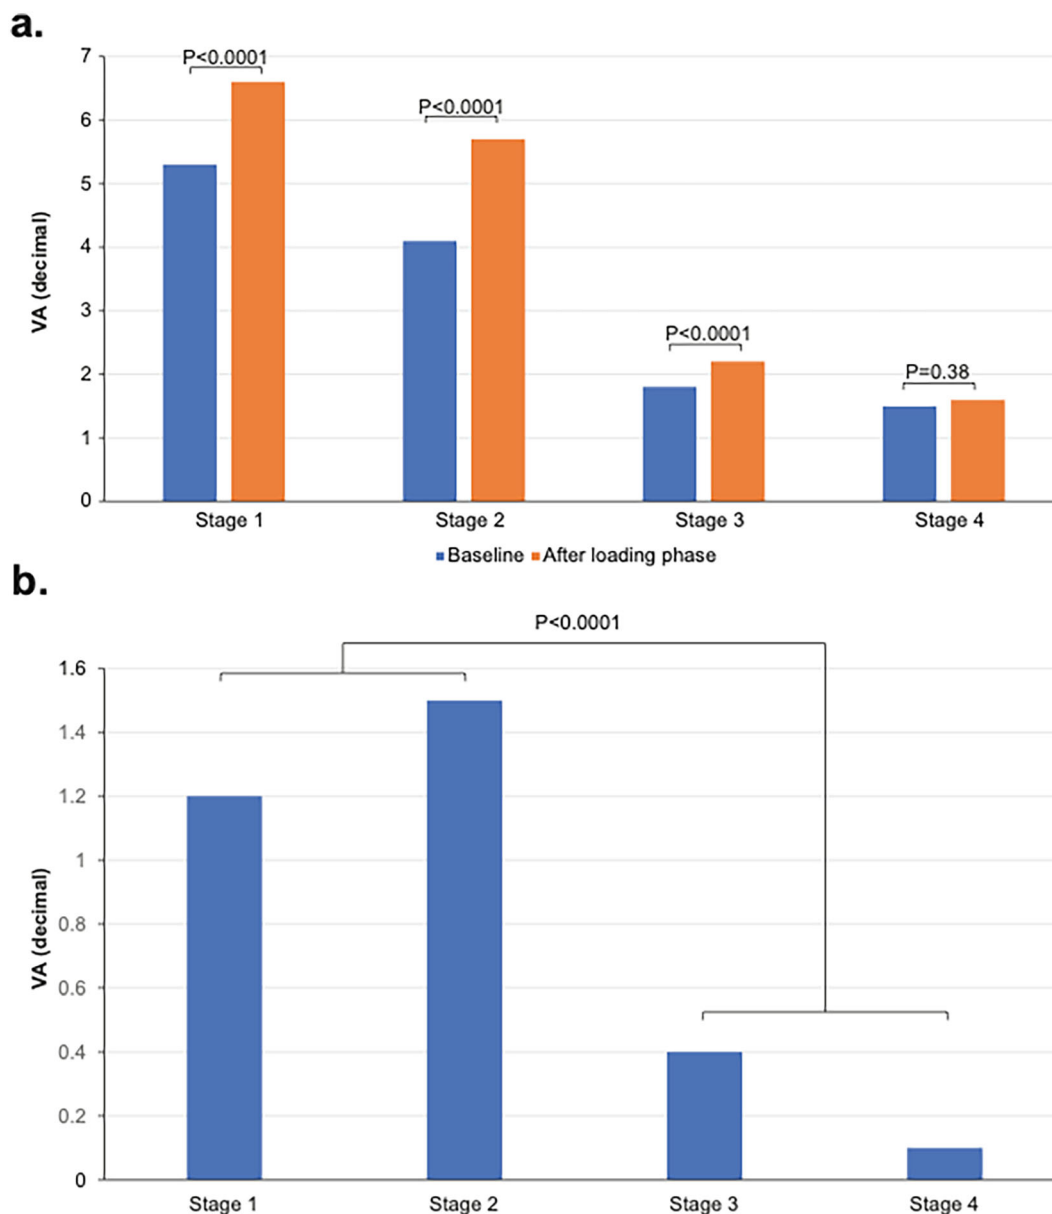 a.
7
P<0.0001
6
P<0.0001
5
VA (decimal)
4
3
P<0.0001
2
P=0.38
1
0
Stage 1 Stage 2 Stage 3 Stage 4
Baseline After loading phase
b.
P<0.0001
1.6
1.4
1.2
1
VA (decimal)
0.8
0.6
0.4
0.2
0
Stage 1 Stage 2 Stage 3 Stage 4